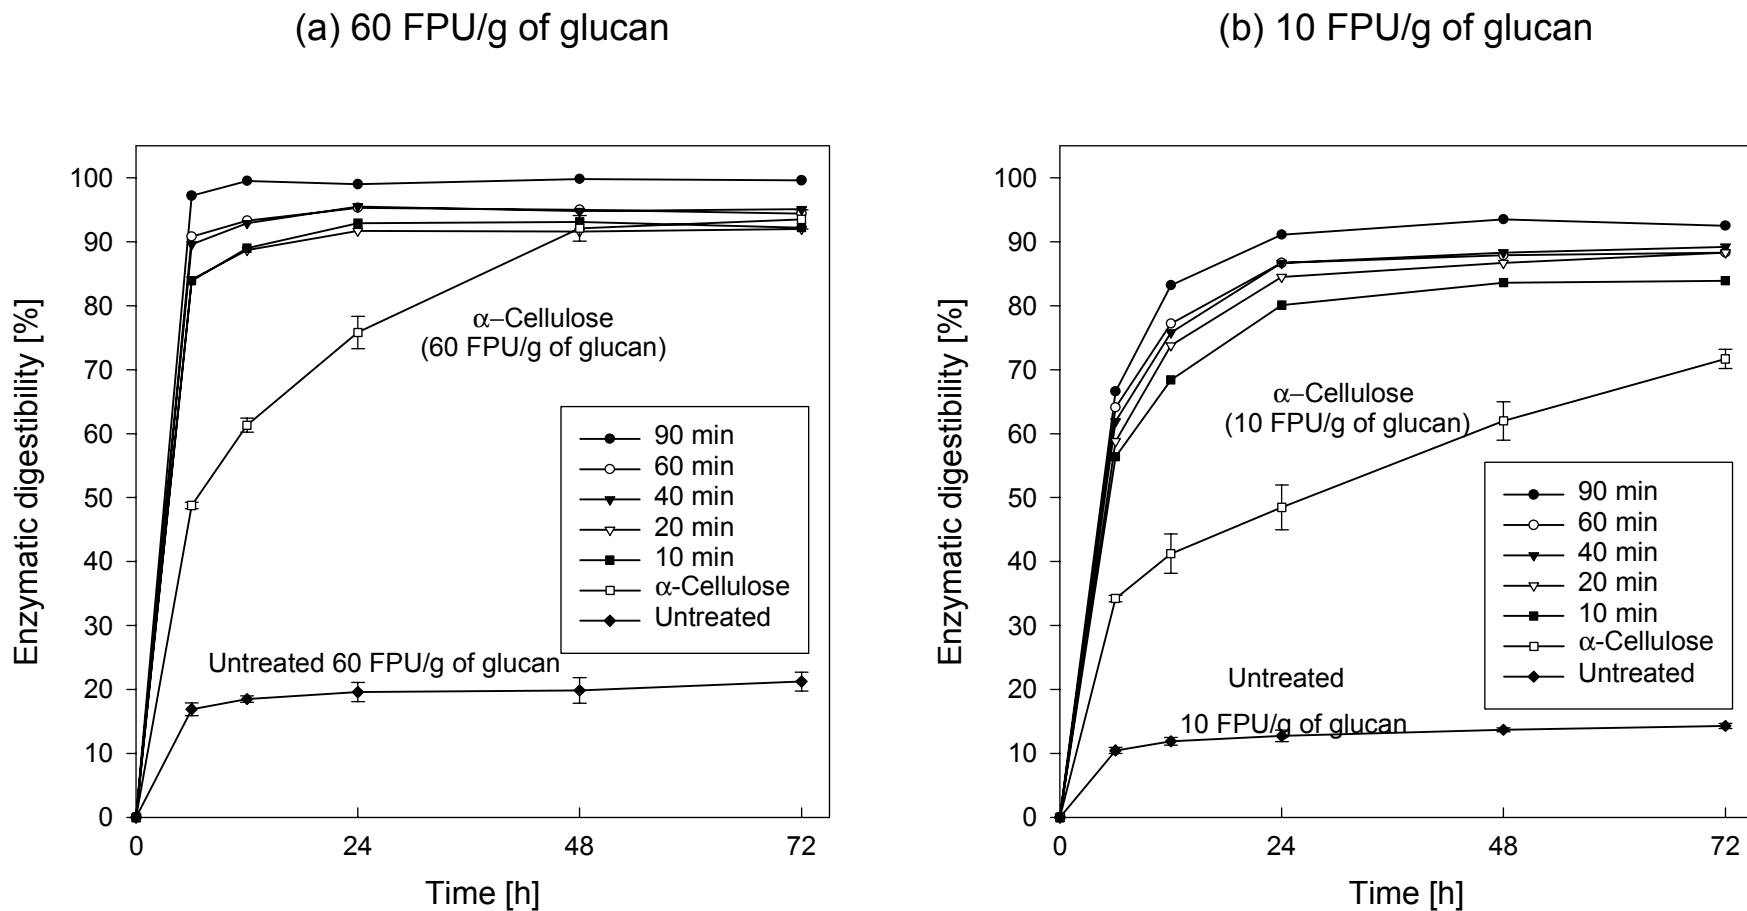 (a) 60 FPU/g of glucan
Enzymatic digestibility [%]
100
90
80
70
60
50
40
30
20
10
0
0
24
48
72
Time [h]
α−Cellulose
(60 FPU/g of glucan)
90 min
60 min
40 min
20 min
10 min
α-Cellulose
Untreated
Untreated 60 FPU/g of glucan
(b) 10 FPU/g of glucan
Enzymatic digestibility [%]
100
90
80
70
60
50
40
30
20
10
0
0
24
48
72
Time [h]
α−Cellulose
(10 FPU/g of glucan)
90 min
60 min
40 min
20 min
10 min
α-Cellulose
Untreated
Untreated
10 FPU/g of glucan